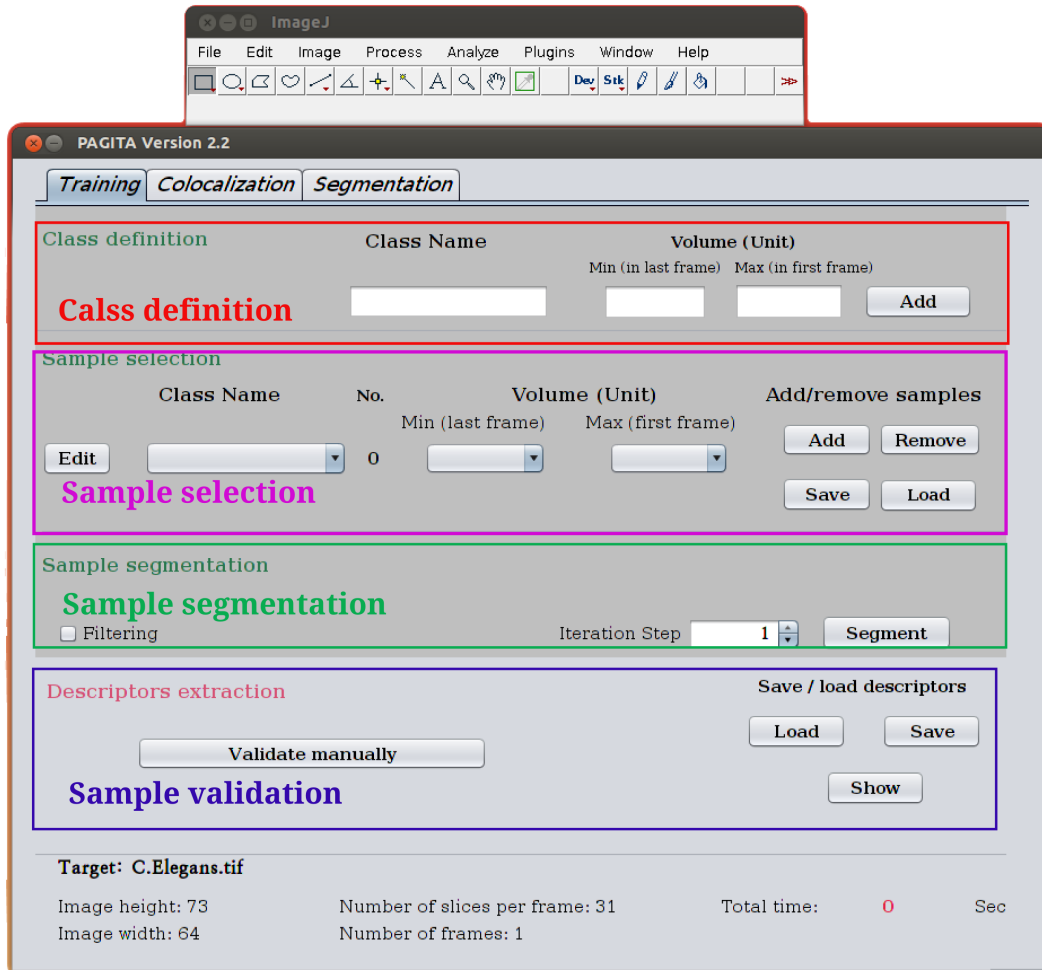 ImageJ
File Edit Image Process Analyze Plugins Window Help
A Dev Stk
PAGITA Version 2.2
Training Colocalization Segmentation
Class definition Class Name Volume (Unit)
Min (in last frame) Max (in first frame)
Calss definition Add
Sample selection
Class Name No. Volume (Unit) Add/remove samples
Min (last frame) Max (first frame)
Add Remove
Edit 0
Sample selection Save Load
Sample segmentation
Sample segmentation
Filtering Iteration Step 1 Segment
Descriptors extraction Save / load descriptors
Load Save
Validate manually
Sample validation Show
Target: C.Elegans.tif
Image height: 73 Number of slices per frame: 31 Total time: 0 Sec
Image width: 64 Number of frames: 1